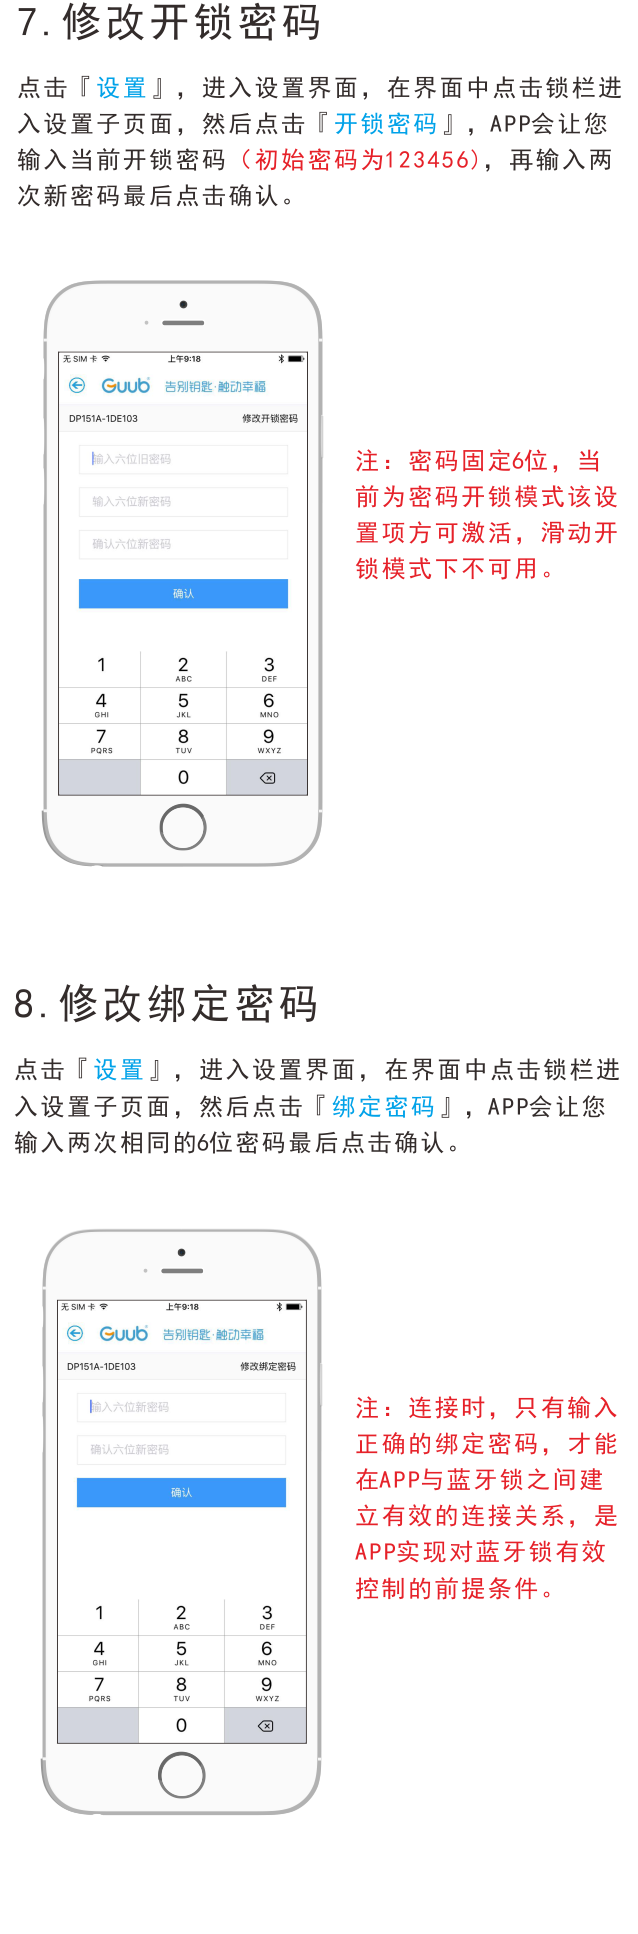 7.修改开锁密码
点击『设置』，进入设置界面，在界面中点击锁栏进
入设置子页面，然后点击『开锁密码』，APP会让您
输入当前开锁密码（初始密码为123456)，再输入两
次新密码最后点击确认。
无 SIM 卡 上午9:18
Guub 告别钥匙·触动幸福
DP151A-1DE103 修改开锁密码
输入六位旧密码
输入六位新密码
确认六位新密码
确认
1 2 3
ABC DEF
4 5 6
GHI JKL MNO
7 8 9
PQRS TUV WXYZ
0
注：密码固定6位，当
前为密码开锁模式该设
置项方可激活，滑动开
锁模式下不可用。
8.修改绑定密码
点击『设置』，进入设置界面，在界面中点击锁栏进
入设置子页面，然后点击『绑定密码』，APP会让您
输入两次相同的6位密码最后点击确认。
无 SIM 卡 上午9:18
Guub 告别钥匙·触动幸福
DP151A-1DE103 修改绑定密码
输入六位新密码
确认六位新密码
确认
1 2 3
ABC DEF
4 5 6
GHI JKL MNO
7 8 9
PQRS TUV WXYZ
0
注：连接时，只有输入
正确的绑定密码，才能
在APP与蓝牙锁之间建
立有效的连接关系，是
APP实现对蓝牙锁有效
控制的前提条件。